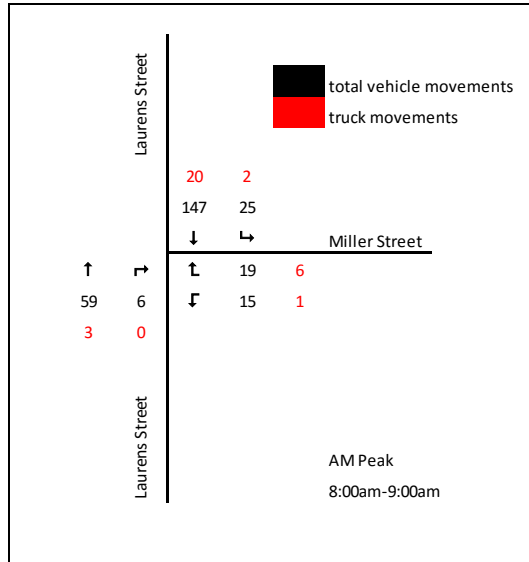 Laurens Street
total vehicle movements
truck movements
20 2
147 25
Miller Street
19 6
59 6 15 1
3 0
Laurens Street
AM Peak
8:00am-9:00am